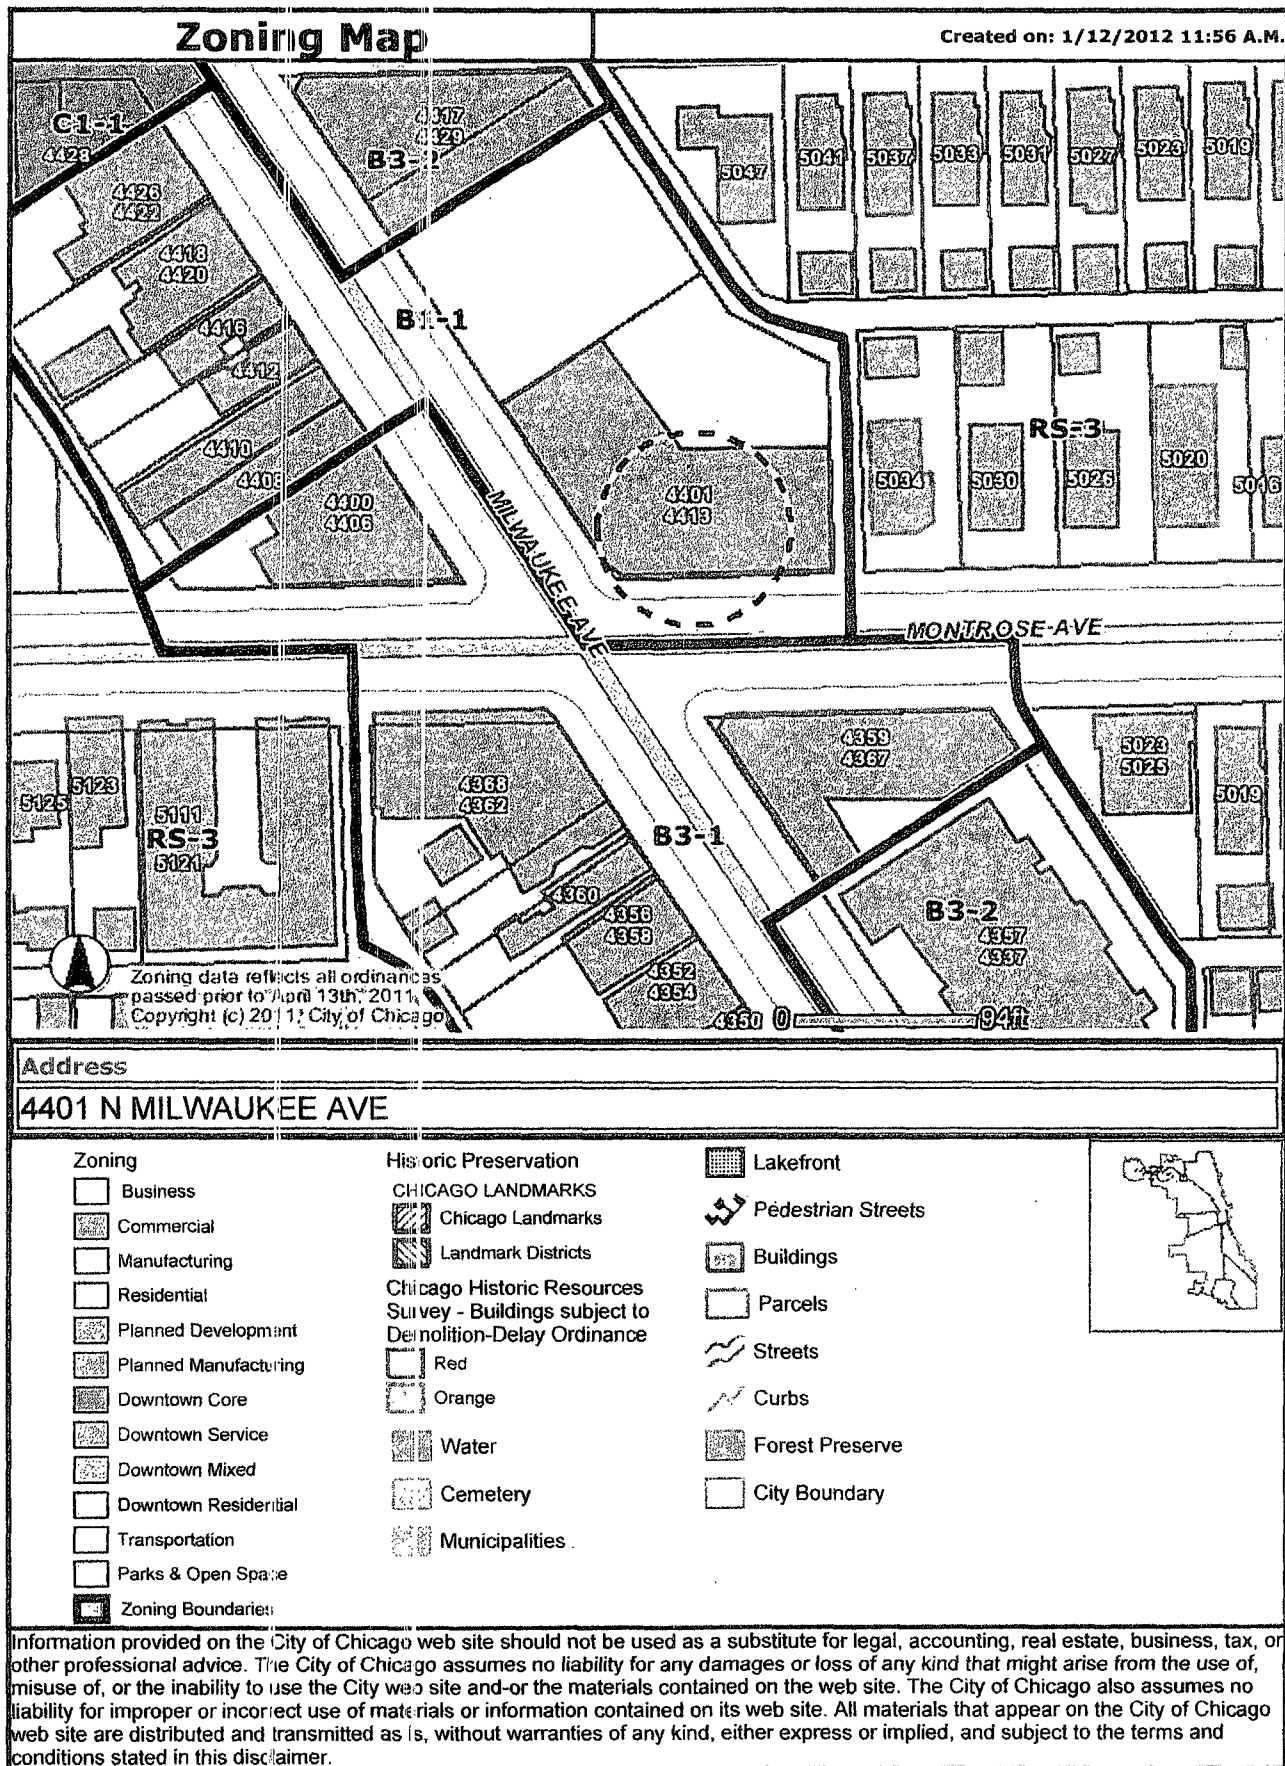 Zoning Map
Created on: 1/12/2012 11:56 A.M.
C1-1
4428
4417
4429
B3-2
5047
5041
5037
5033
5031
5027
5023
5019
4426
4422
4418
4420
4416
4412
B1-1
4410
4400
4406
4401
4413
RS-3
5034
5030
5026
5020
5016
MILWAUKEE AVE
MONTROSE AVE
5125
5123
5111
RS-3
5121
4368
4362
4359
4367
5023
5025
5019
B3-1
4360
4356
4358
4352
4354
B3-2
4357
4337
4350
0
94ft
Zoning data reflects all ordinances
passed prior to April 13th, 2011,
Copyright (c) 2011, City of Chicago
Address
4401 N MILWAUKEE AVE
Zoning
Business
Commercial
Manufacturing
Residential
Planned Development
Planned Manufacturing
Downtown Core
Downtown Service
Downtown Mixed
Downtown Residential
Transportation
Parks & Open Space
Zoning Boundaries
Historic Preservation
CHICAGO LANDMARKS
Chicago Landmarks
Landmark Districts
Chicago Historic Resources
Survey - Buildings subject to
Demolition-Delay Ordinance
Red
Orange
Water
Cemetery
Municipalities
Lakefront
Pedestrian Streets
Buildings
Parcels
Streets
Curbs
Forest Preserve
City Boundary
Information provided on the City of Chicago web site should not be used as a substitute for legal, accounting, real estate, business, tax, or
other professional advice. The City of Chicago assumes no liability for any damages or loss of any kind that might arise from the use of,
misuse of, or the inability to use the City web site and-or the materials contained on the web site. The City of Chicago also assumes no
liability for improper or incorrect use of materials or information contained on its web site. All materials that appear on the City of Chicago
web site are distributed and transmitted as is, without warranties of any kind, either express or implied, and subject to the terms and
conditions stated in this disclaimer.